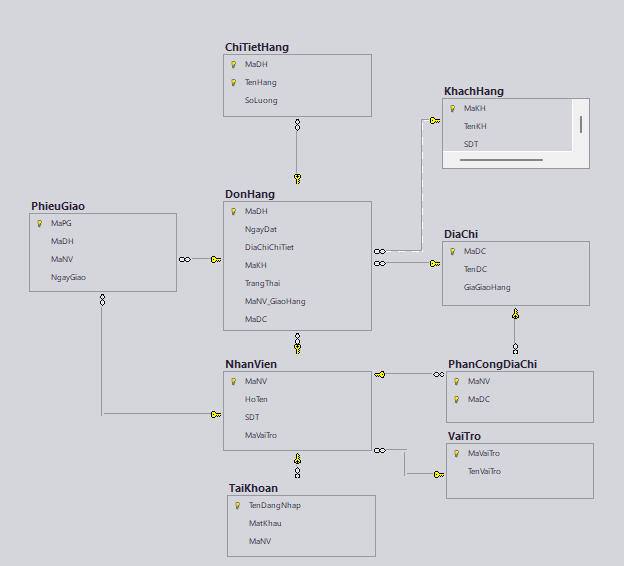 ChiTietHang
MaDH
TenHang
SoLuong
KhachHang
MaKH
TenKH
SDT
PhieuGiao
MaPG
MaDH
MaNV
NgayGiao
DonHang
MaDH
NgayDat
DiaChiChiTiet
MaKH
TrangThai
MaNV_GiaoHang
MaDC
DiaChi
MaDC
TenDC
GiaGiaoHang
NhanVien
MaNV
HoTen
SDT
MaVaiTro
PhanCongDiaChi
MaNV
MaDC
VaiTro
MaVaiTro
TenVaiTro
TaiKhoan
TenDangNhap
MatKhau
MaNV